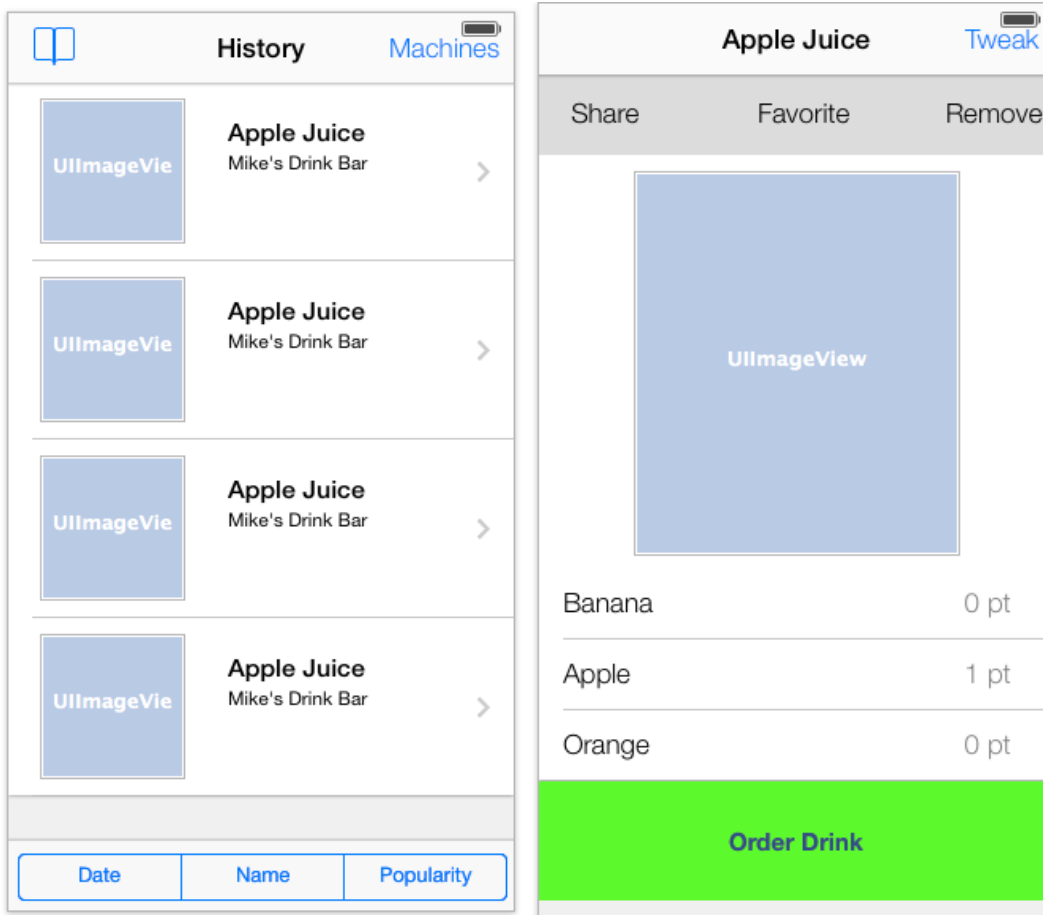 History
Machines
UIImageVie
Apple Juice
Mike's Drink Bar
UIImageVie
Apple Juice
Mike's Drink Bar
UIImageVie
Apple Juice
Mike's Drink Bar
UIImageVie
Apple Juice
Mike's Drink Bar
Date Name Popularity
Apple Juice
Tweak
Share Favorite Remove
UIImageView
Banana 0 pt
Apple 1 pt
Orange 0 pt
Order Drink